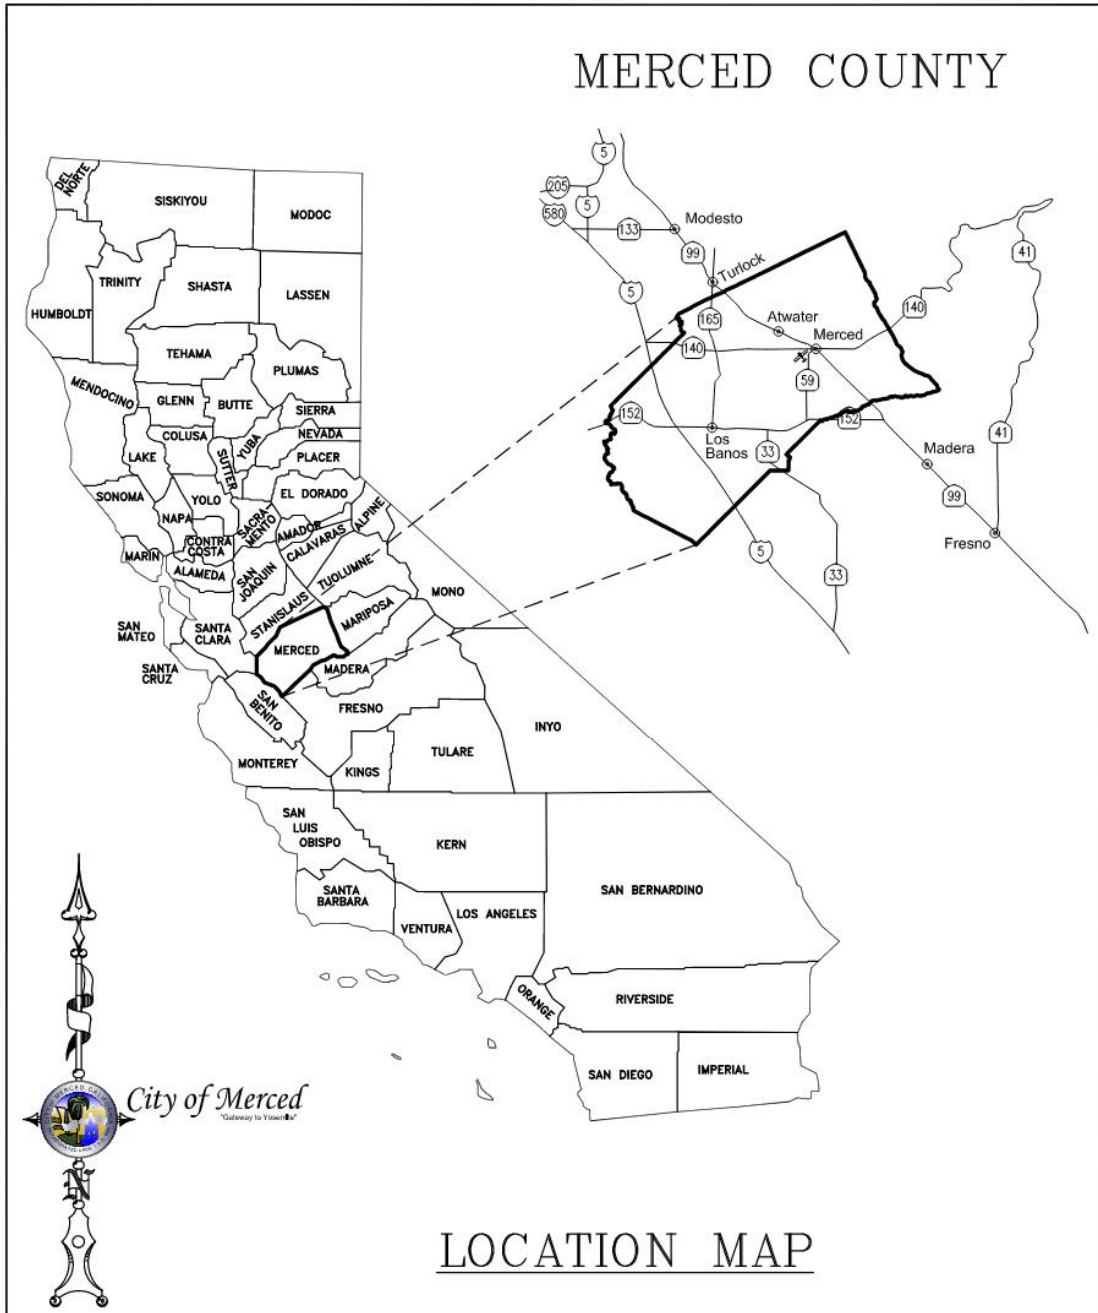 MERCED COUNTY
5
205
580
5
133
Modesto
99
Turlock
41
5
165
Atwater
Merced
140
140
59
152
152
Los
Banos
33
41
Madera
99
Fresno
5
33
DEL
NORTE
SISKIYOU
MODOC
TRINITY
SHASTA
LASSEN
HUMBOLDT
TEHAMA
PLUMAS
MENDOCINO
GLENN
BUTTE
SIERRA
COLUSA
YUBA
NEVADA
LAKE
SUTTER
PLACER
SONOMA
YOLO
EL DORADO
NAPA
SACRA-
MENTO
AMADOR
ALPINE
CONTRA
COSTA
CALAVARAS
MARIN
ALAMEDA
SAN
JOAQUIN
TUOLUMNE
MONO
STANISLAUS
MARIPOSA
SAN
MATEO
SANTA
CLARA
MERCED
SANTA
CRUZ
MADERA
SAN
BENITO
FRESNO
INYO
MONTEREY
KINGS
TULARE
SAN
LUIS
OBISPO
KERN
SANTA
BARBARA
SAN BERNARDINO
VENTURA
LOS ANGELES
ORANGE
RIVERSIDE
SAN DIEGO
IMPERIAL
City of Merced
"Gateway to Yosemite"
N
LOCATION MAP